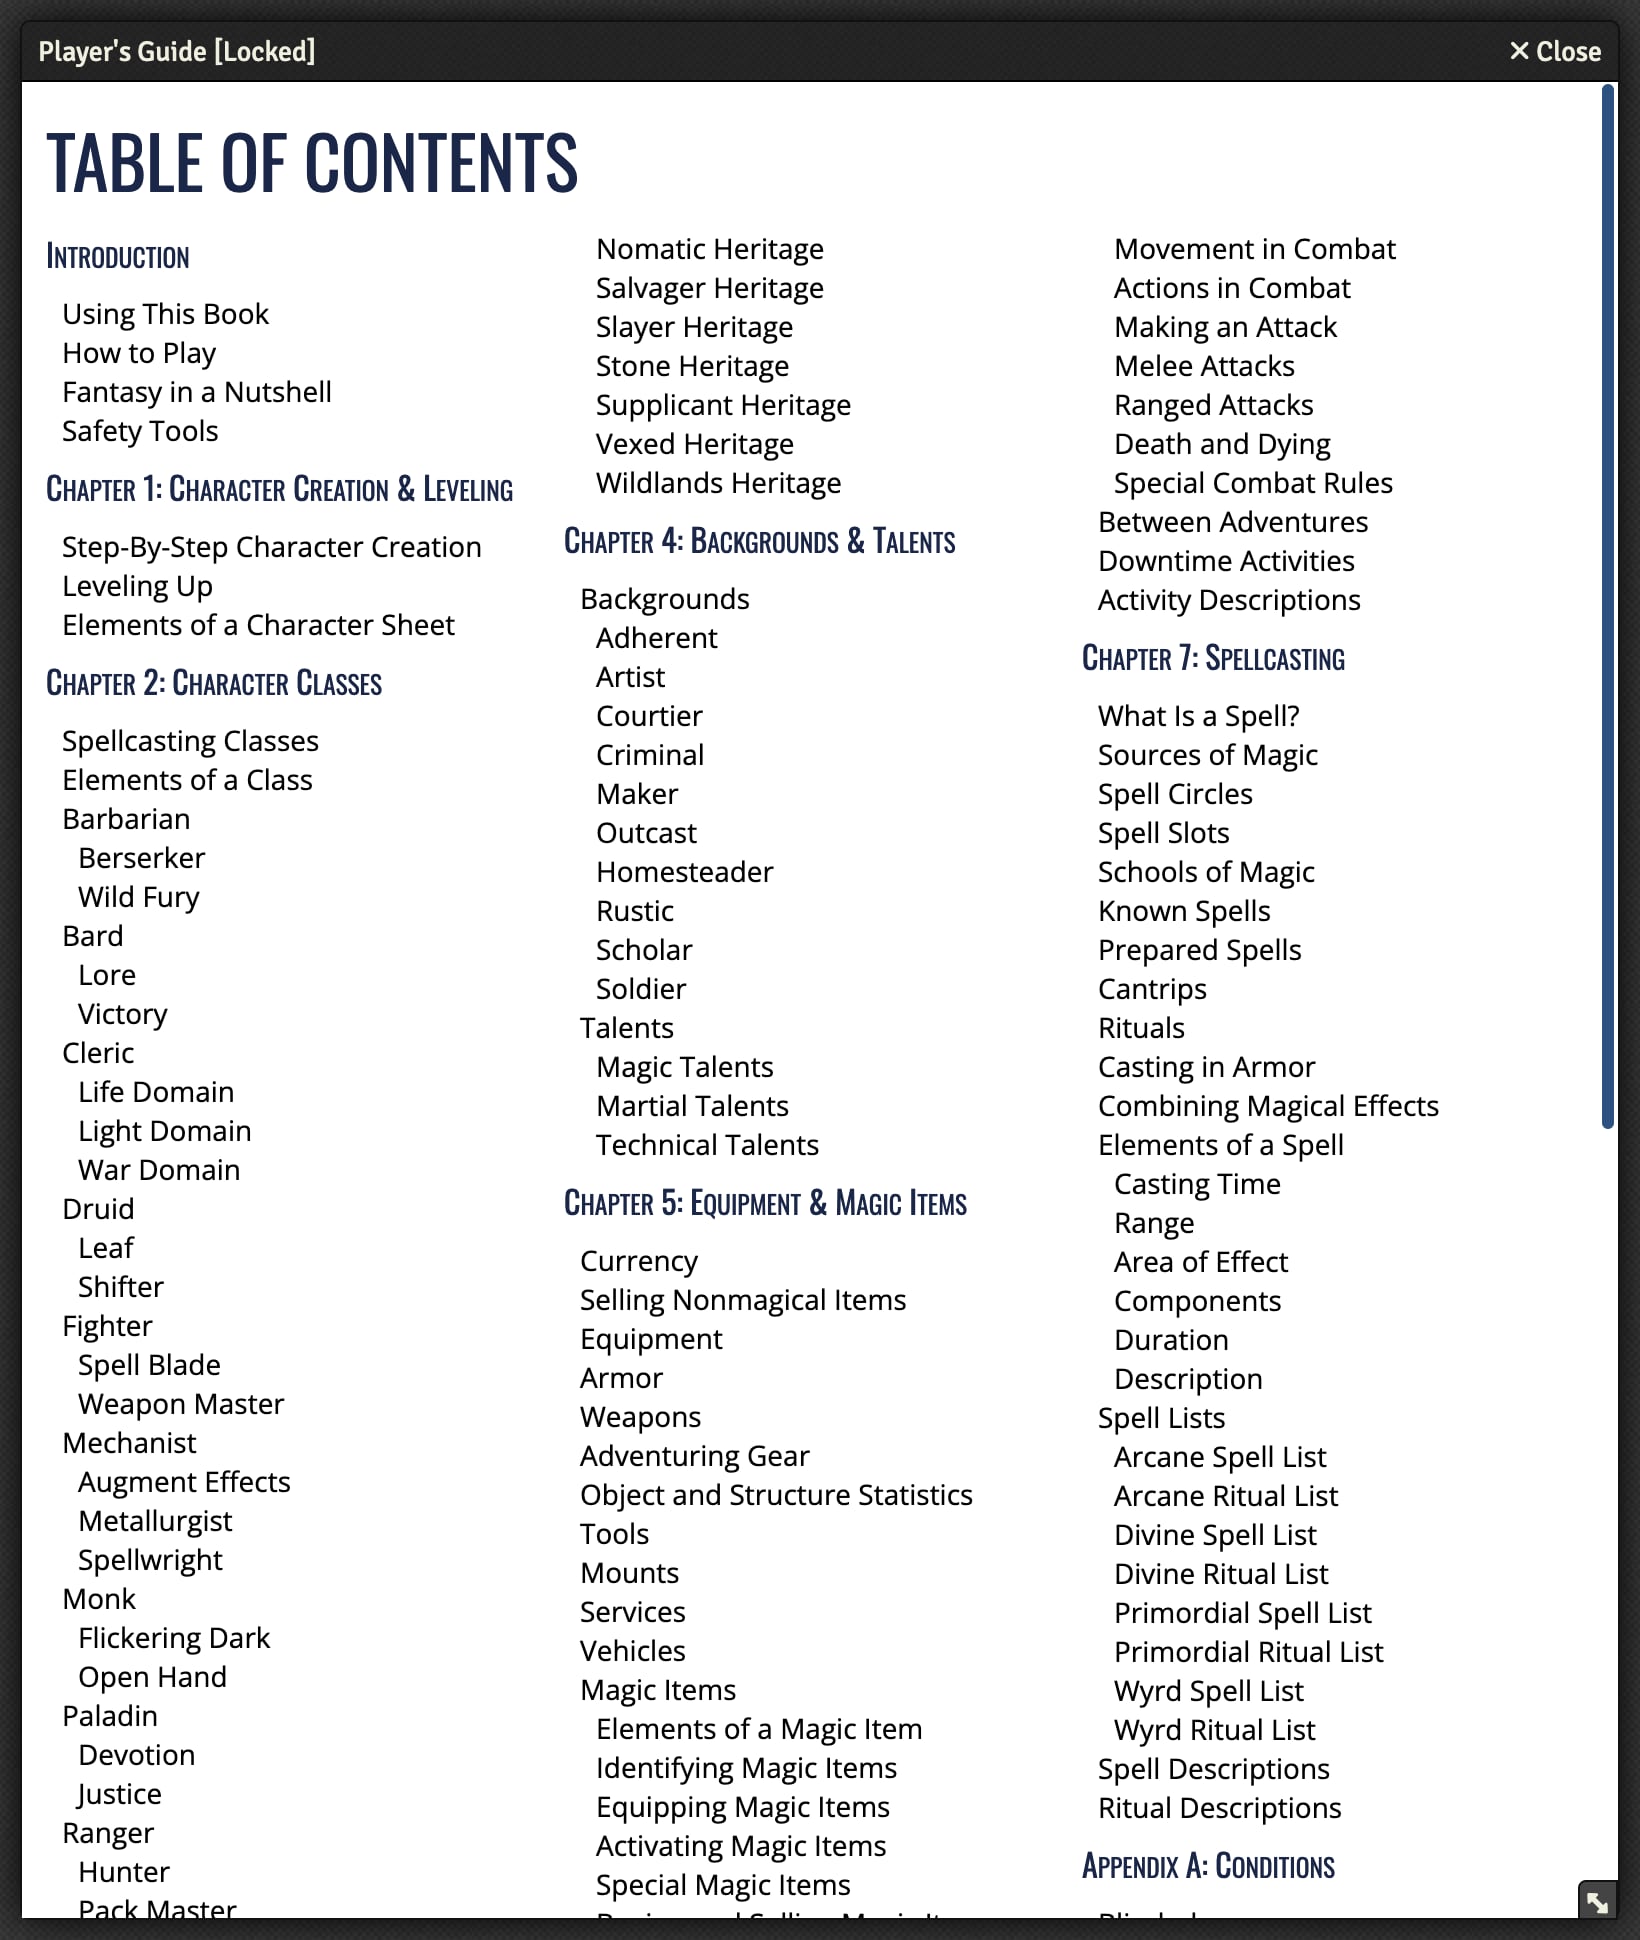 Player's Guide [Locked]
✕ Close
TABLE OF CONTENTS
INTRODUCTION
Using This Book
How to Play
Fantasy in a Nutshell
Safety Tools
CHAPTER 1: CHARACTER CREATION & LEVELING
Step-By-Step Character Creation
Leveling Up
Elements of a Character Sheet
CHAPTER 2: CHARACTER CLASSES
Spellcasting Classes
Elements of a Class
Barbarian
Berserker
Wild Fury
Bard
Lore
Victory
Cleric
Life Domain
Light Domain
War Domain
Druid
Leaf
Shifter
Fighter
Spell Blade
Weapon Master
Mechanist
Augment Effects
Metallurgist
Spellwright
Monk
Flickering Dark
Open Hand
Paladin
Devotion
Justice
Ranger
Hunter
Pack Master
Nomatic Heritage
Salvager Heritage
Slayer Heritage
Stone Heritage
Supplicant Heritage
Vexed Heritage
Wildlands Heritage
CHAPTER 4: BACKGROUNDS & TALENTS
Backgrounds
Adherent
Artist
Courtier
Criminal
Maker
Outcast
Homesteader
Rustic
Scholar
Soldier
Talents
Magic Talents
Martial Talents
Technical Talents
CHAPTER 5: EQUIPMENT & MAGIC ITEMS
Currency
Selling Nonmagical Items
Equipment
Armor
Weapons
Adventuring Gear
Object and Structure Statistics
Tools
Mounts
Services
Vehicles
Magic Items
Elements of a Magic Item
Identifying Magic Items
Equipping Magic Items
Activating Magic Items
Special Magic Items
Movement in Combat
Actions in Combat
Making an Attack
Melee Attacks
Ranged Attacks
Death and Dying
Special Combat Rules
Between Adventures
Downtime Activities
Activity Descriptions
CHAPTER 7: SPELLCASTING
What Is a Spell?
Sources of Magic
Spell Circles
Spell Slots
Schools of Magic
Known Spells
Prepared Spells
Cantrips
Rituals
Casting in Armor
Combining Magical Effects
Elements of a Spell
Casting Time
Range
Area of Effect
Components
Duration
Description
Spell Lists
Arcane Spell List
Arcane Ritual List
Divine Spell List
Divine Ritual List
Primordial Spell List
Primordial Ritual List
Wyrd Spell List
Wyrd Ritual List
Spell Descriptions
Ritual Descriptions
APPENDIX A: CONDITIONS